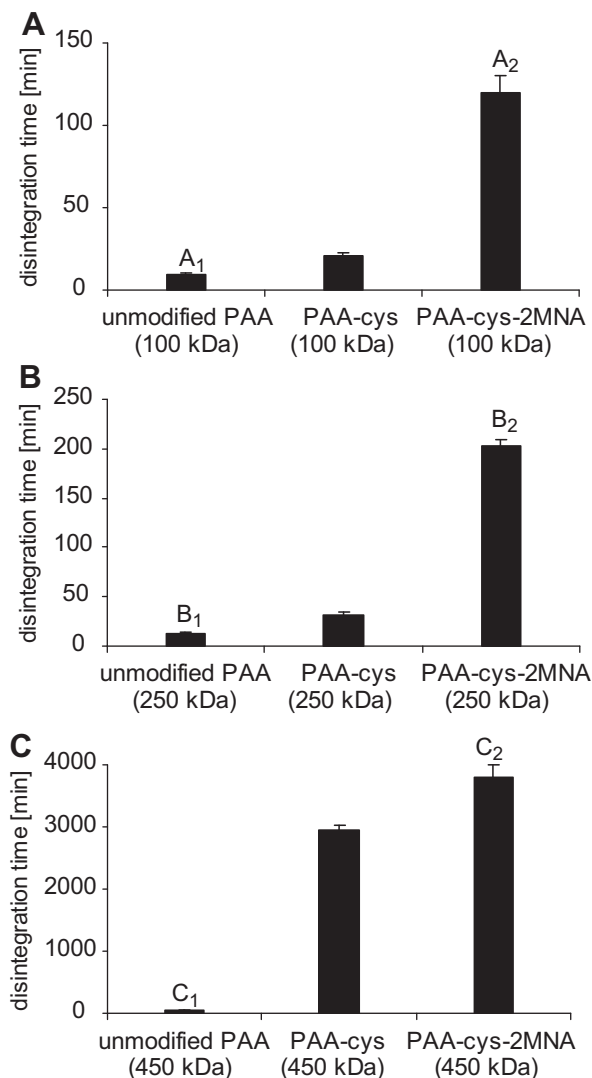 A
disintegration time [min]
150
100
50
0
A1
A2
unmodified PAA
(100 kDa)
PAA-cys
(100 kDa)
PAA-cys-2MNA
(100 kDa)
B
disintegration time [min]
250
200
150
100
50
0
B1
B2
unmodified PAA
(250 kDa)
PAA-cys
(250 kDa)
PAA-cys-2MNA
(250 kDa)
C
disintegration time [min]
4000
3000
2000
1000
0
C1
C2
unmodified PAA
(450 kDa)
PAA-cys
(450 kDa)
PAA-cys-2MNA
(450 kDa)